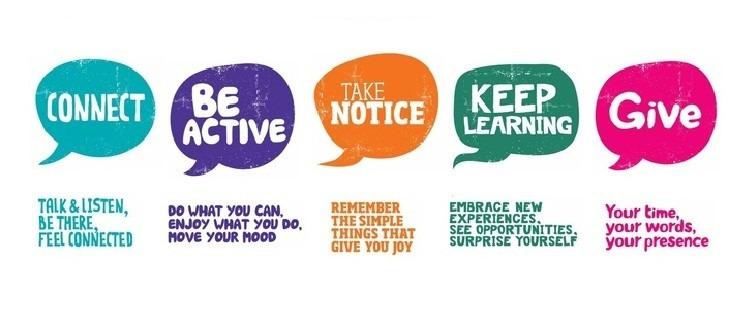 CONNECT
BE
ACTIVE
TAKE
NOTICE
KEEP
LEARNING
Give
TALK & LISTEN,
BE THERE,
FEEL CONNECTED
DO WHAT YOU CAN,
ENJOY WHAT YOU DO,
MOVE YOUR MOOD
REMEMBER
THE SIMPLE
THINGS THAT
GIVE YOU JOY
EMBRACE NEW
EXPERIENCES,
SEE OPPORTUNITIES,
SURPRISE YOURSELF
Your time,
your words,
your presence